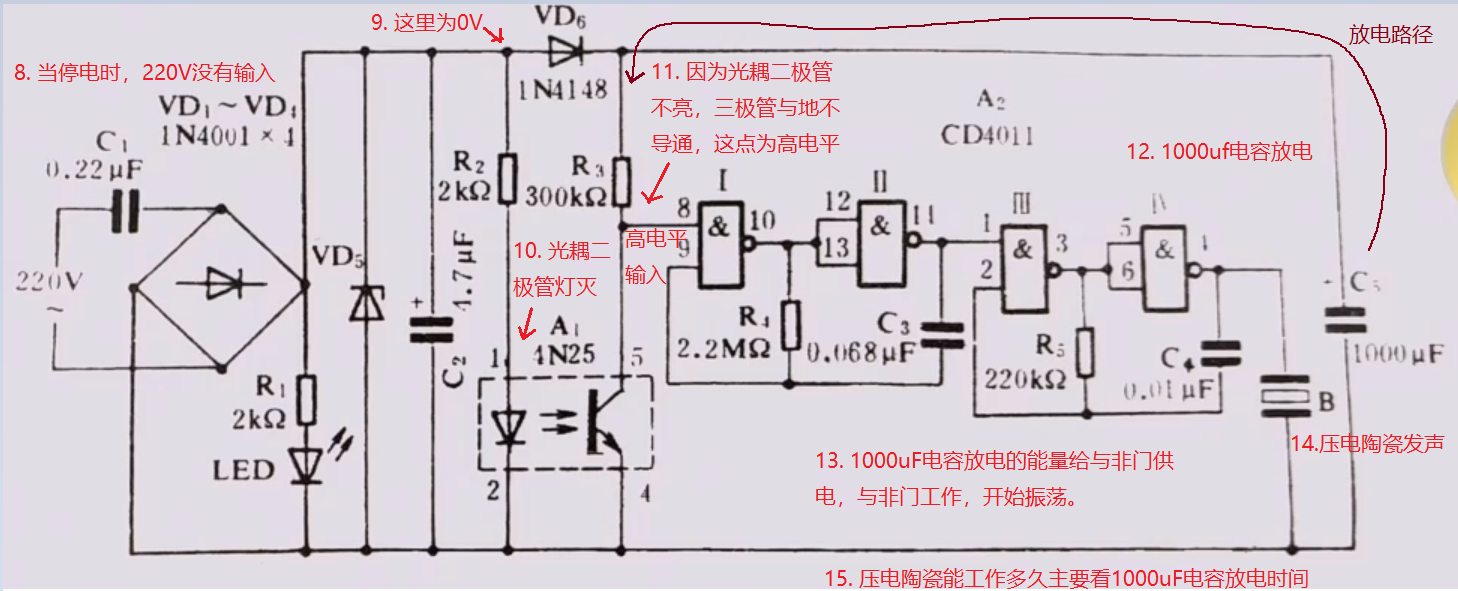 9. 这里为0V
VD₆
放电路径
8. 当停电时，220V没有输入
11. 因为光耦二极管
不亮，三极管与地不
导通，这点为高电平
1N4148
VD₁～VD₄
1N4001 × 4
A₂
CD4011
C₁
0.22μF
12. 1000uf电容放电
R₂
2kΩ
R₃
300kΩ
I
II
III
IV
8
9
&
10
12
13
&
11
1
2
&
3
5
6
&
4
高电平
输入
10. 光耦二
极管灯灭
220V
~
VD₅
+
4.7μF
C₂
A₁
4N25
1
5
R₄
2.2MΩ
C₃
0.068μF
R₅
220kΩ
C₄
0.01μF
+
C₅
1000μF
B
R₁
2kΩ
LED
2
4
14.压电陶瓷发声
13. 1000uF电容放电的能量给与非门供
电，与非门工作，开始振荡。
15. 压电陶瓷能工作多久主要看1000uF电容放电时间